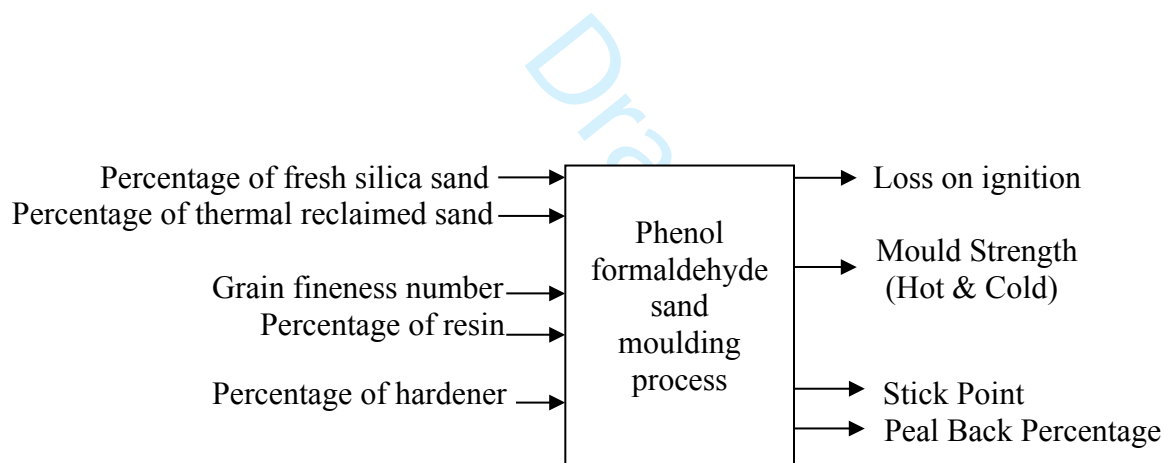 Dra
Percentage of fresh silica sand
Percentage of thermal reclaimed sand
Grain fineness number
Percentage of resin
Percentage of hardener
Phenol
formaldehyde
sand
moulding
process
Loss on ignition
Mould Strength
(Hot & Cold)
Stick Point
Peal Back Percentage